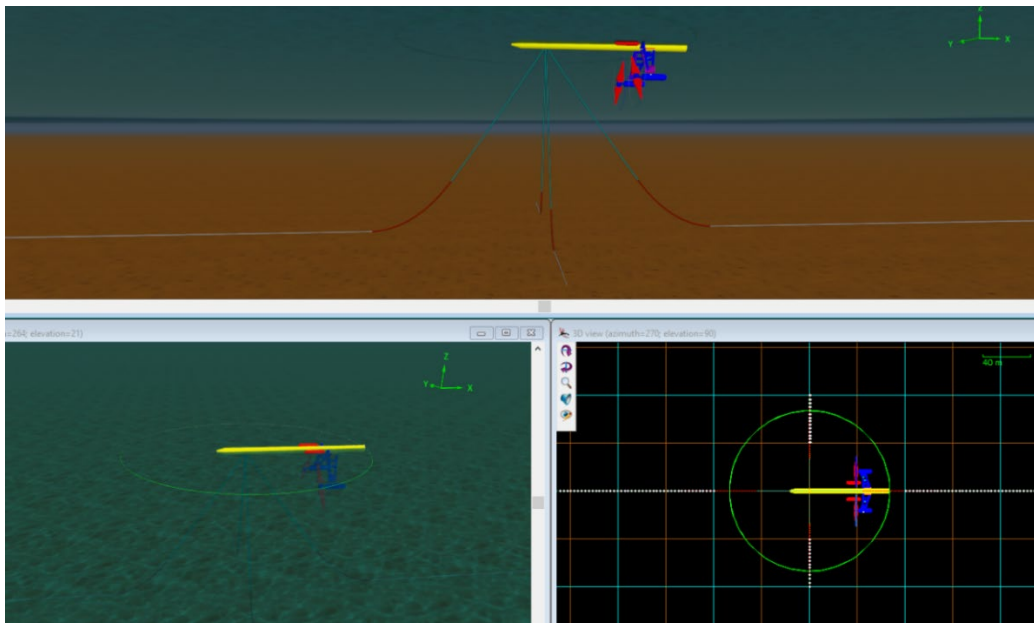 Z
Y
X
=264; elevation=21)
3D view (azimuth=270; elevation=90)
Z
Y
X
40 m